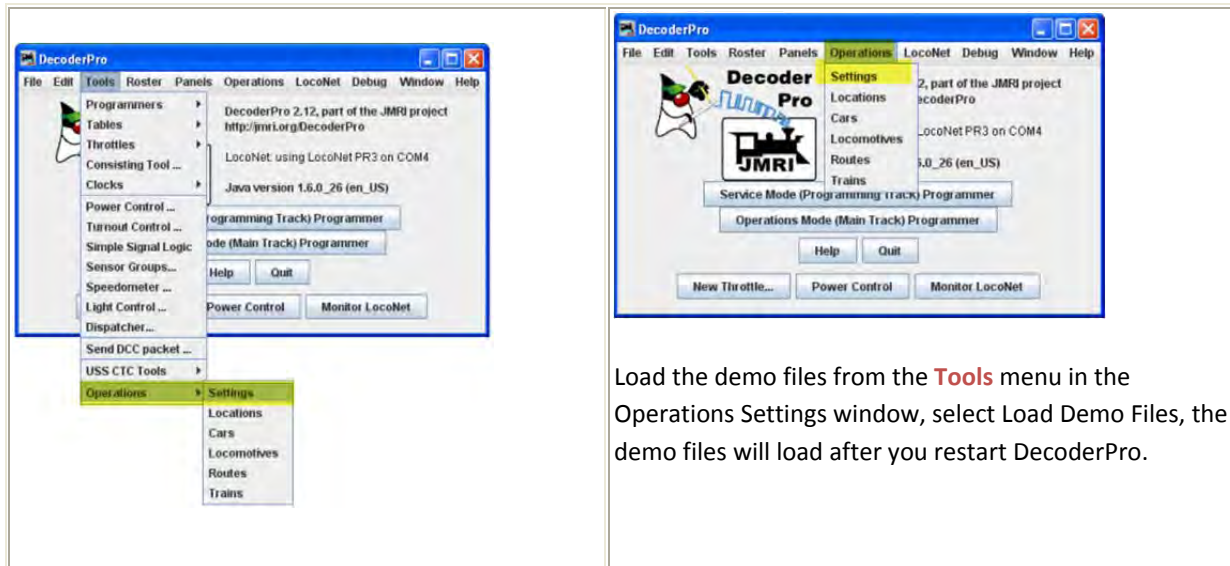 DecoderPro
File Edit Tools Roster Panels Operations LocoNet Debug Window Help
Programmers
Tables
Throttles
Consisting Tool ...
Clocks
Power Control ...
Turnout Control ...
Simple Signal Logic
Sensor Groups...
Speedometer ...
Light Control ...
Dispatcher...
Send DCC packet ...
USS CTC Tools
Operations
Settings
Locations
Cars
Locomotives
Routes
Trains
DecoderPro 2.12, part of the JMRI project
http://jmri.org/DecoderPro
LocoNet: using LocoNet PR3 on COM4
Java version 1.6.0_26 (en_US)
rogramming Track) Programmer
ode (Main Track) Programmer
Help Quit
Power Control Monitor LocoNet
DecoderPro
File Edit Tools Roster Panels Operations LocoNet Debug Window Help
Decoder
Pro
JMRI
Settings
Locations
Cars
Locomotives
Routes
Trains
2, part of the JMRI project
ecoderPro
LocoNet PR3 on COM4
.0_26 (en_US)
Service Mode (Programming Track) Programmer
Operations Mode (Main Track) Programmer
Help Quit
New Throttle... Power Control Monitor LocoNet
Load the demo files from the Tools menu in the
Operations Settings window, select Load Demo Files, the
demo files will load after you restart DecoderPro.